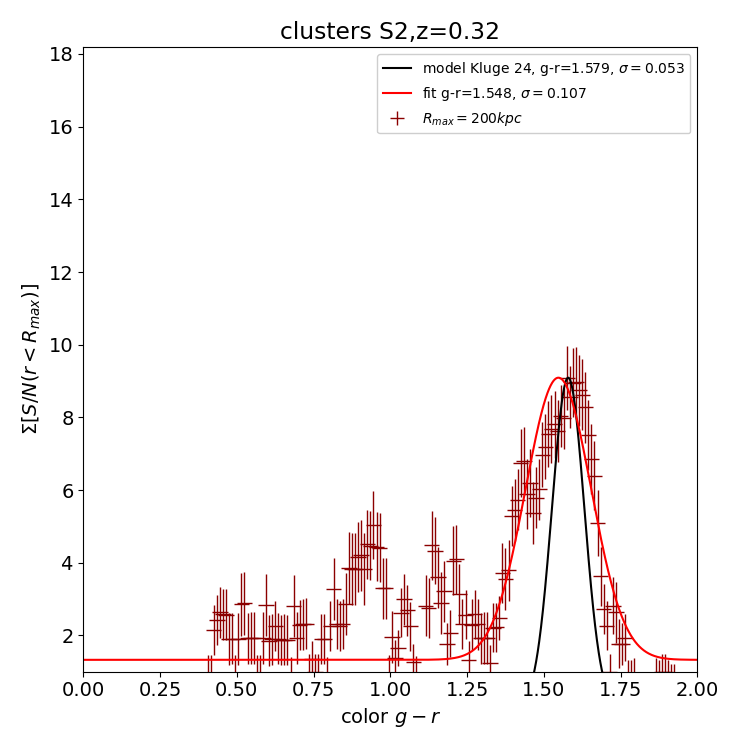 clusters S2,z=0.32
model Kluge 24, g-r=1.579, σ = 0.053
fit g-r=1.548, σ = 0.107
R_max = 200kpc
18
16
14
12
10
8
6
4
2
Σ[S/N(r < R_max)]
0.00 0.25 0.50 0.75 1.00 1.25 1.50 1.75 2.00
color g − r